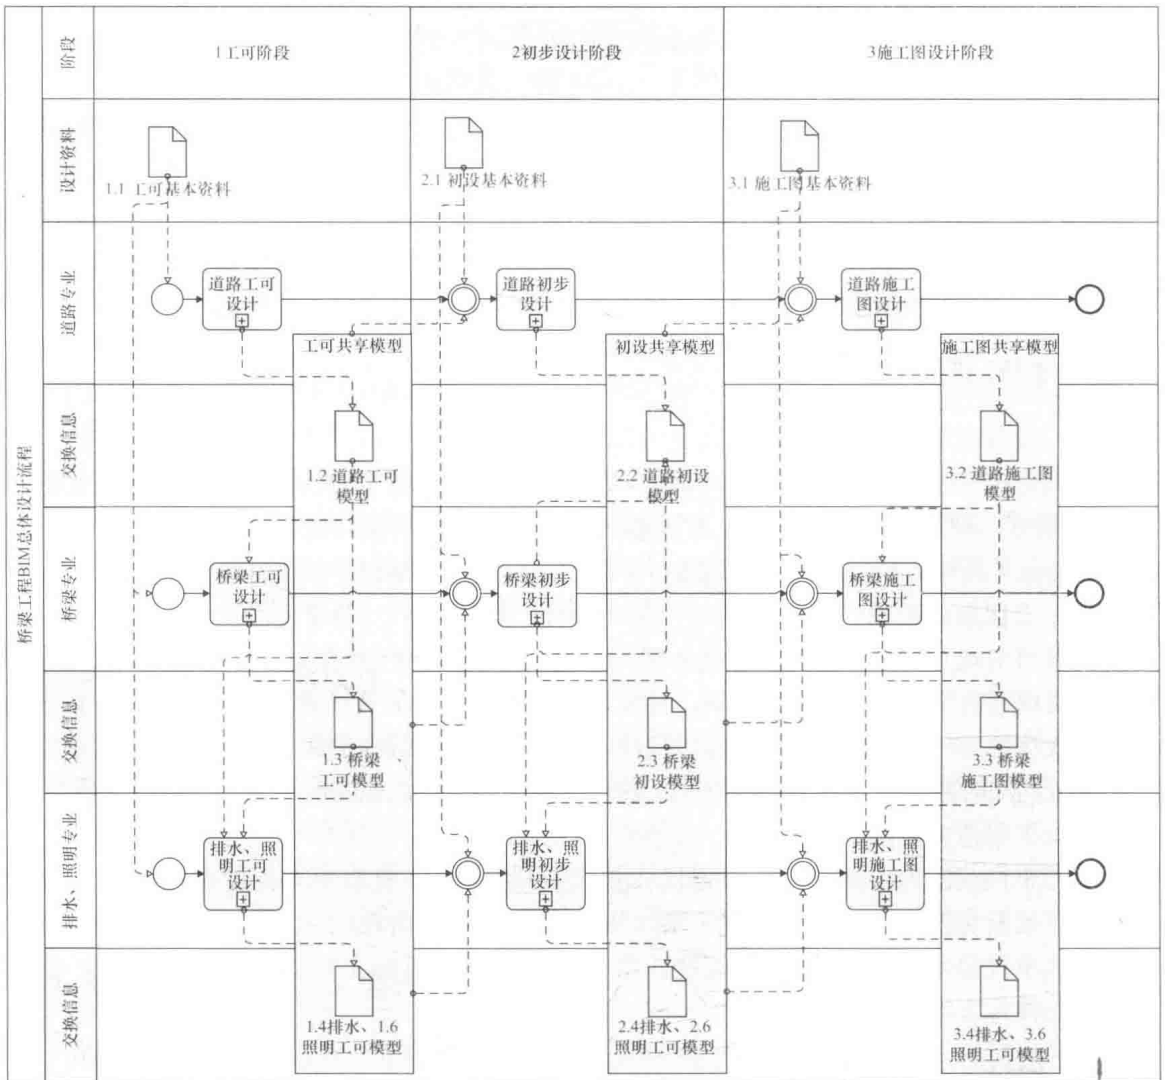 桥梁工程BIM总体设计流程
阶段
1工可阶段
2初步设计阶段
3施工图设计阶段
设计资料
1.1 工可基本资料
2.1 初设基本资料
3.1 施工图基本资料
道路专业
道路工可
设计
道路初步
设计
道路施工
图设计
工可共享模型
初设共享模型
施工图共享模型
交换信息
1.2 道路工可
模型
2.2 道路初设
模型
3.2 道路施工图
模型
桥梁专业
桥梁工可
设计
桥梁初步
设计
桥梁施工
图设计
交换信息
1.3 桥梁
工可模型
2.3 桥梁
初设模型
3.3 桥梁
施工图模型
排水、照明专业
排水、照
明工可
设计
排水、照
明初步
设计
排水、照
明施工图
设计
交换信息
1.4排水、1.6
照明工可模型
2.4排水、2.6
照明工可模型
3.4排水、3.6
照明工可模型